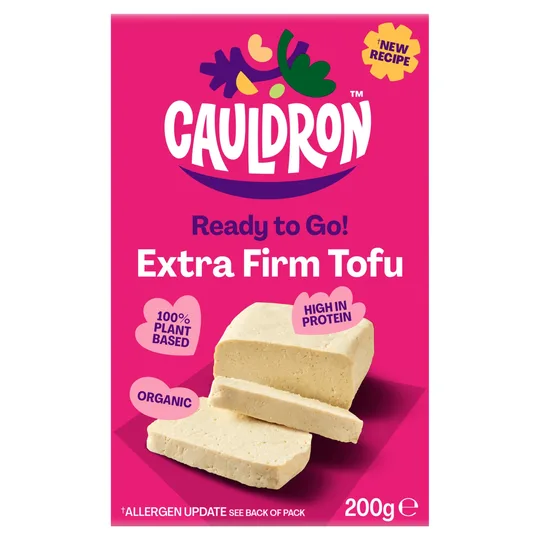 †NEW
RECIPE
CAULDRON™
Ready to Go!
Extra Firm Tofu
HIGH IN
PROTEIN
100%
PLANT
BASED
ORGANIC
†ALLERGEN UPDATE SEE BACK OF PACK
200g ℮